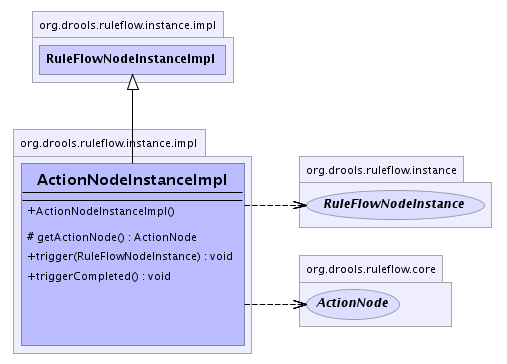 org.drools.ruleflow.instance.impl
RuleFlowNodeInstanceImpl
org.drools.ruleflow.instance.impl
ActionNodeInstanceImpl
+ActionNodeInstanceImpl()
# getActionNode() : ActionNode
+trigger(RuleFlowNodeInstance) : void
+triggerCompleted() : void
org.drools.ruleflow.instance
RuleFlowNodeInstance
org.drools.ruleflow.core
ActionNode